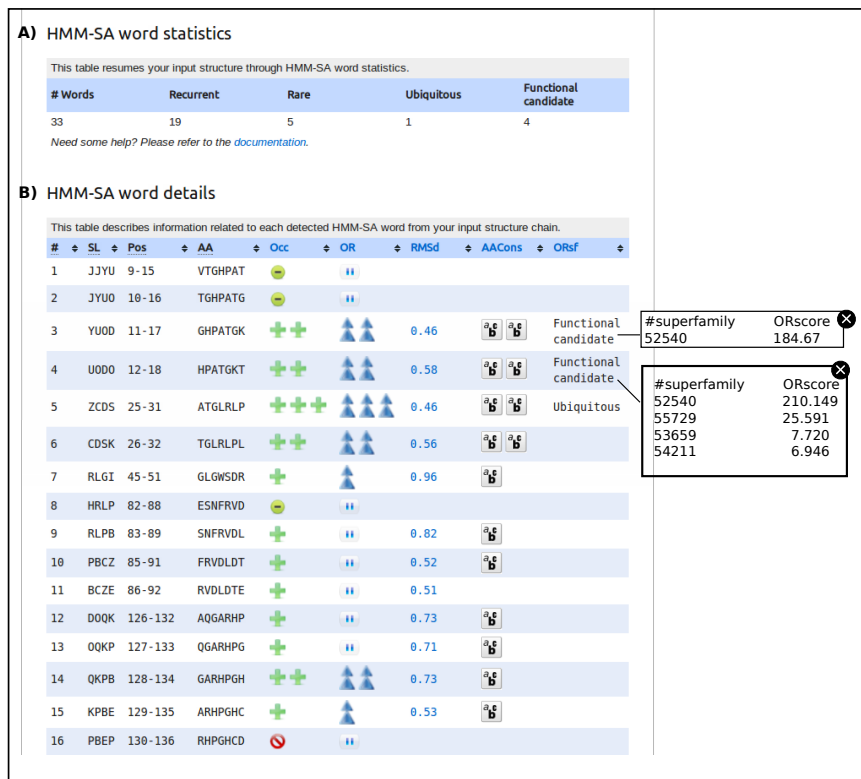 A) HMM-SA word statistics
This table resumes your input structure through HMM-SA word statistics.
# Words Recurrent Rare Ubiquitous Functional candidate
33 19 5 1 4
Need some help? Please refer to the documentation.
B) HMM-SA word details
This table describes information related to each detected HMM-SA word from your input structure chain.
# SL Pos AA Occ OR RMSd AACons ORsf
1 JJYU 9-15 VTGHPAT
2 JYUO 10-16 TGHPATG
3 YUOD 11-17 GHPATGK 0.46 Functional candidate
4 UODO 12-18 HPATGKT 0.58 Functional candidate
5 ZCDS 25-31 ATGLRLP 0.46 Ubiquitous
6 CDSK 26-32 TGLRLPL 0.56
7 RLGI 45-51 GLGWSDR 0.96
8 HRLP 82-88 ESNFRVD
9 RLPB 83-89 SNFRVDL 0.82
10 PBCZ 85-91 FRVDLDT 0.52
11 BCZE 86-92 RVDLDTE 0.51
12 DOQK 126-132 AQGARHP 0.73
13 OQKP 127-133 QGARHPG 0.71
14 QKPB 128-134 GARHPGH 0.73
15 KPBE 129-135 ARHPGHC 0.53
16 PBEP 130-136 RHPGHCD
#superfamily ORscore
52540 184.67
#superfamily ORscore
52540 210.149
55729 25.591
53659 7.720
54211 6.946